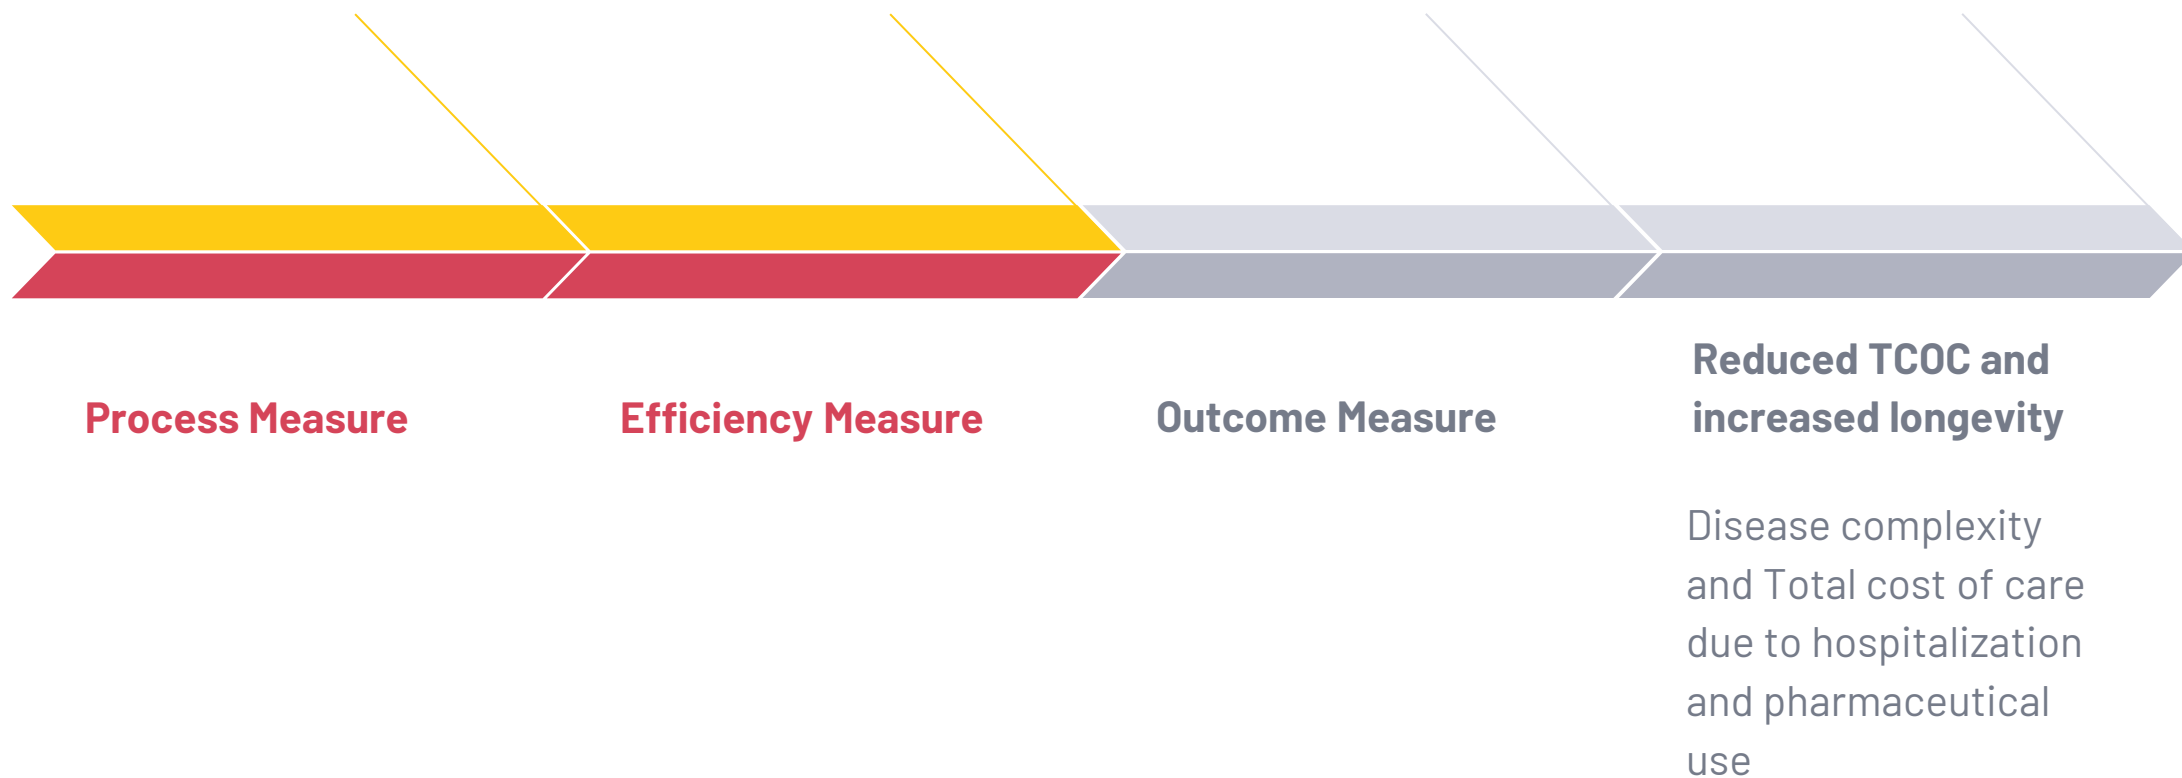 Process Measure
Efficiency Measure
Outcome Measure
Reduced TCOC and
increased longevity
Disease complexity
and Total cost of care
due to hospitalization
and pharmaceutical
use